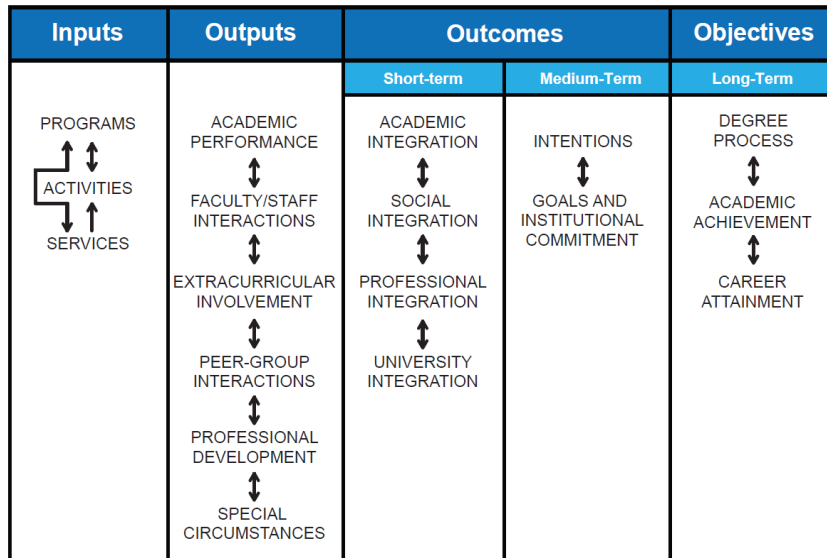 Inputs
Outputs
Outcomes
Objectives
Short-term
Medium-Term
Long-Term
PROGRAMS
ACTIVITIES
SERVICES
ACADEMIC
PERFORMANCE
FACULTY/STAFF
INTERACTIONS
EXTRACURRICULAR
INVOLVEMENT
PEER-GROUP
INTERACTIONS
PROFESSIONAL
DEVELOPMENT
SPECIAL
CIRCUMSTANCES
ACADEMIC
INTEGRATION
SOCIAL
INTEGRATION
PROFESSIONAL
INTEGRATION
UNIVERSITY
INTEGRATION
INTENTIONS
GOALS AND
INSTITUTIONAL
COMMITMENT
DEGREE
PROCESS
ACADEMIC
ACHIEVEMENT
CAREER
ATTAINMENT